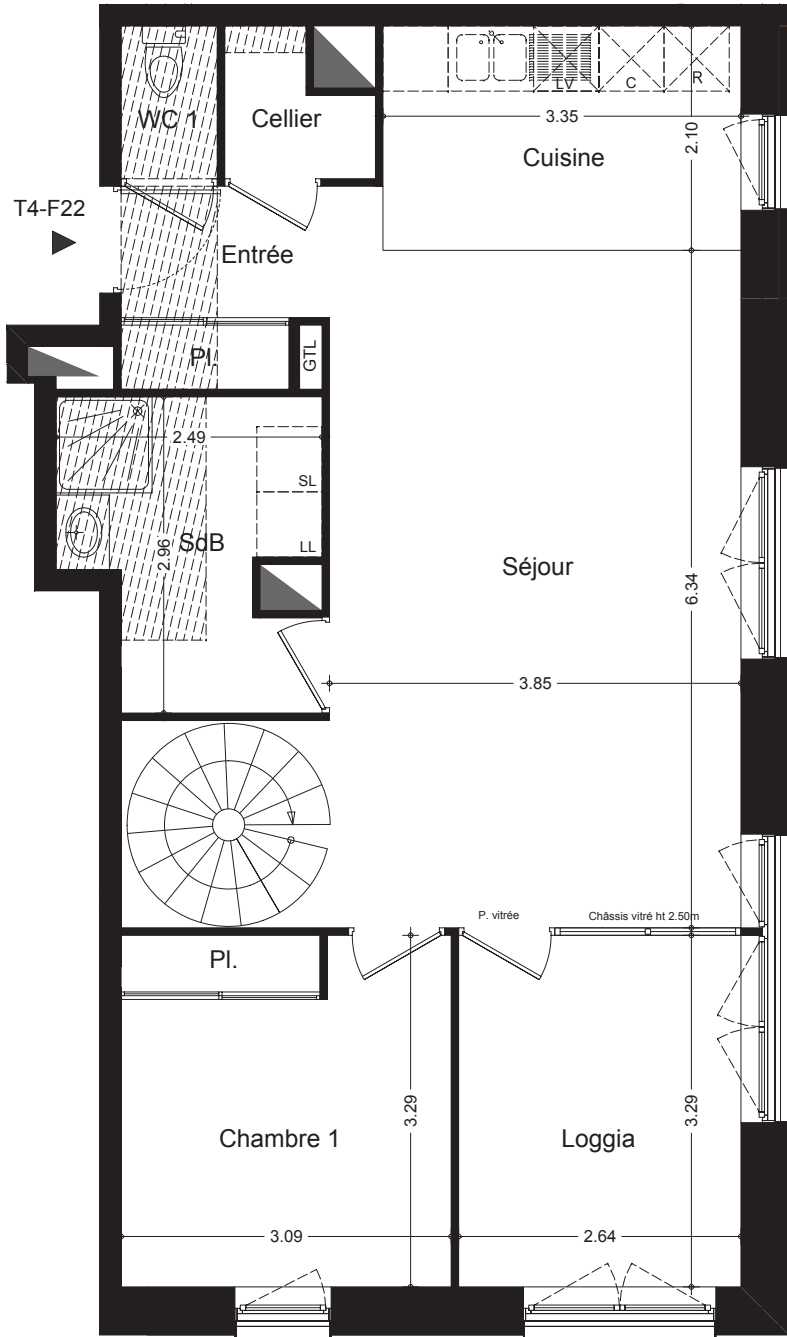 WC 1
Cellier
LV
C
R
3.35
2.10
Cuisine
T4-F22
Entrée
Pl.
GTL
2.49
SL
SdB
2.96
LL
Séjour
6.34
3.85
P. vitrée
Châssis vitré ht 2.50m
Pl.
3.29
3.29
Chambre 1
Loggia
3.09
2.64